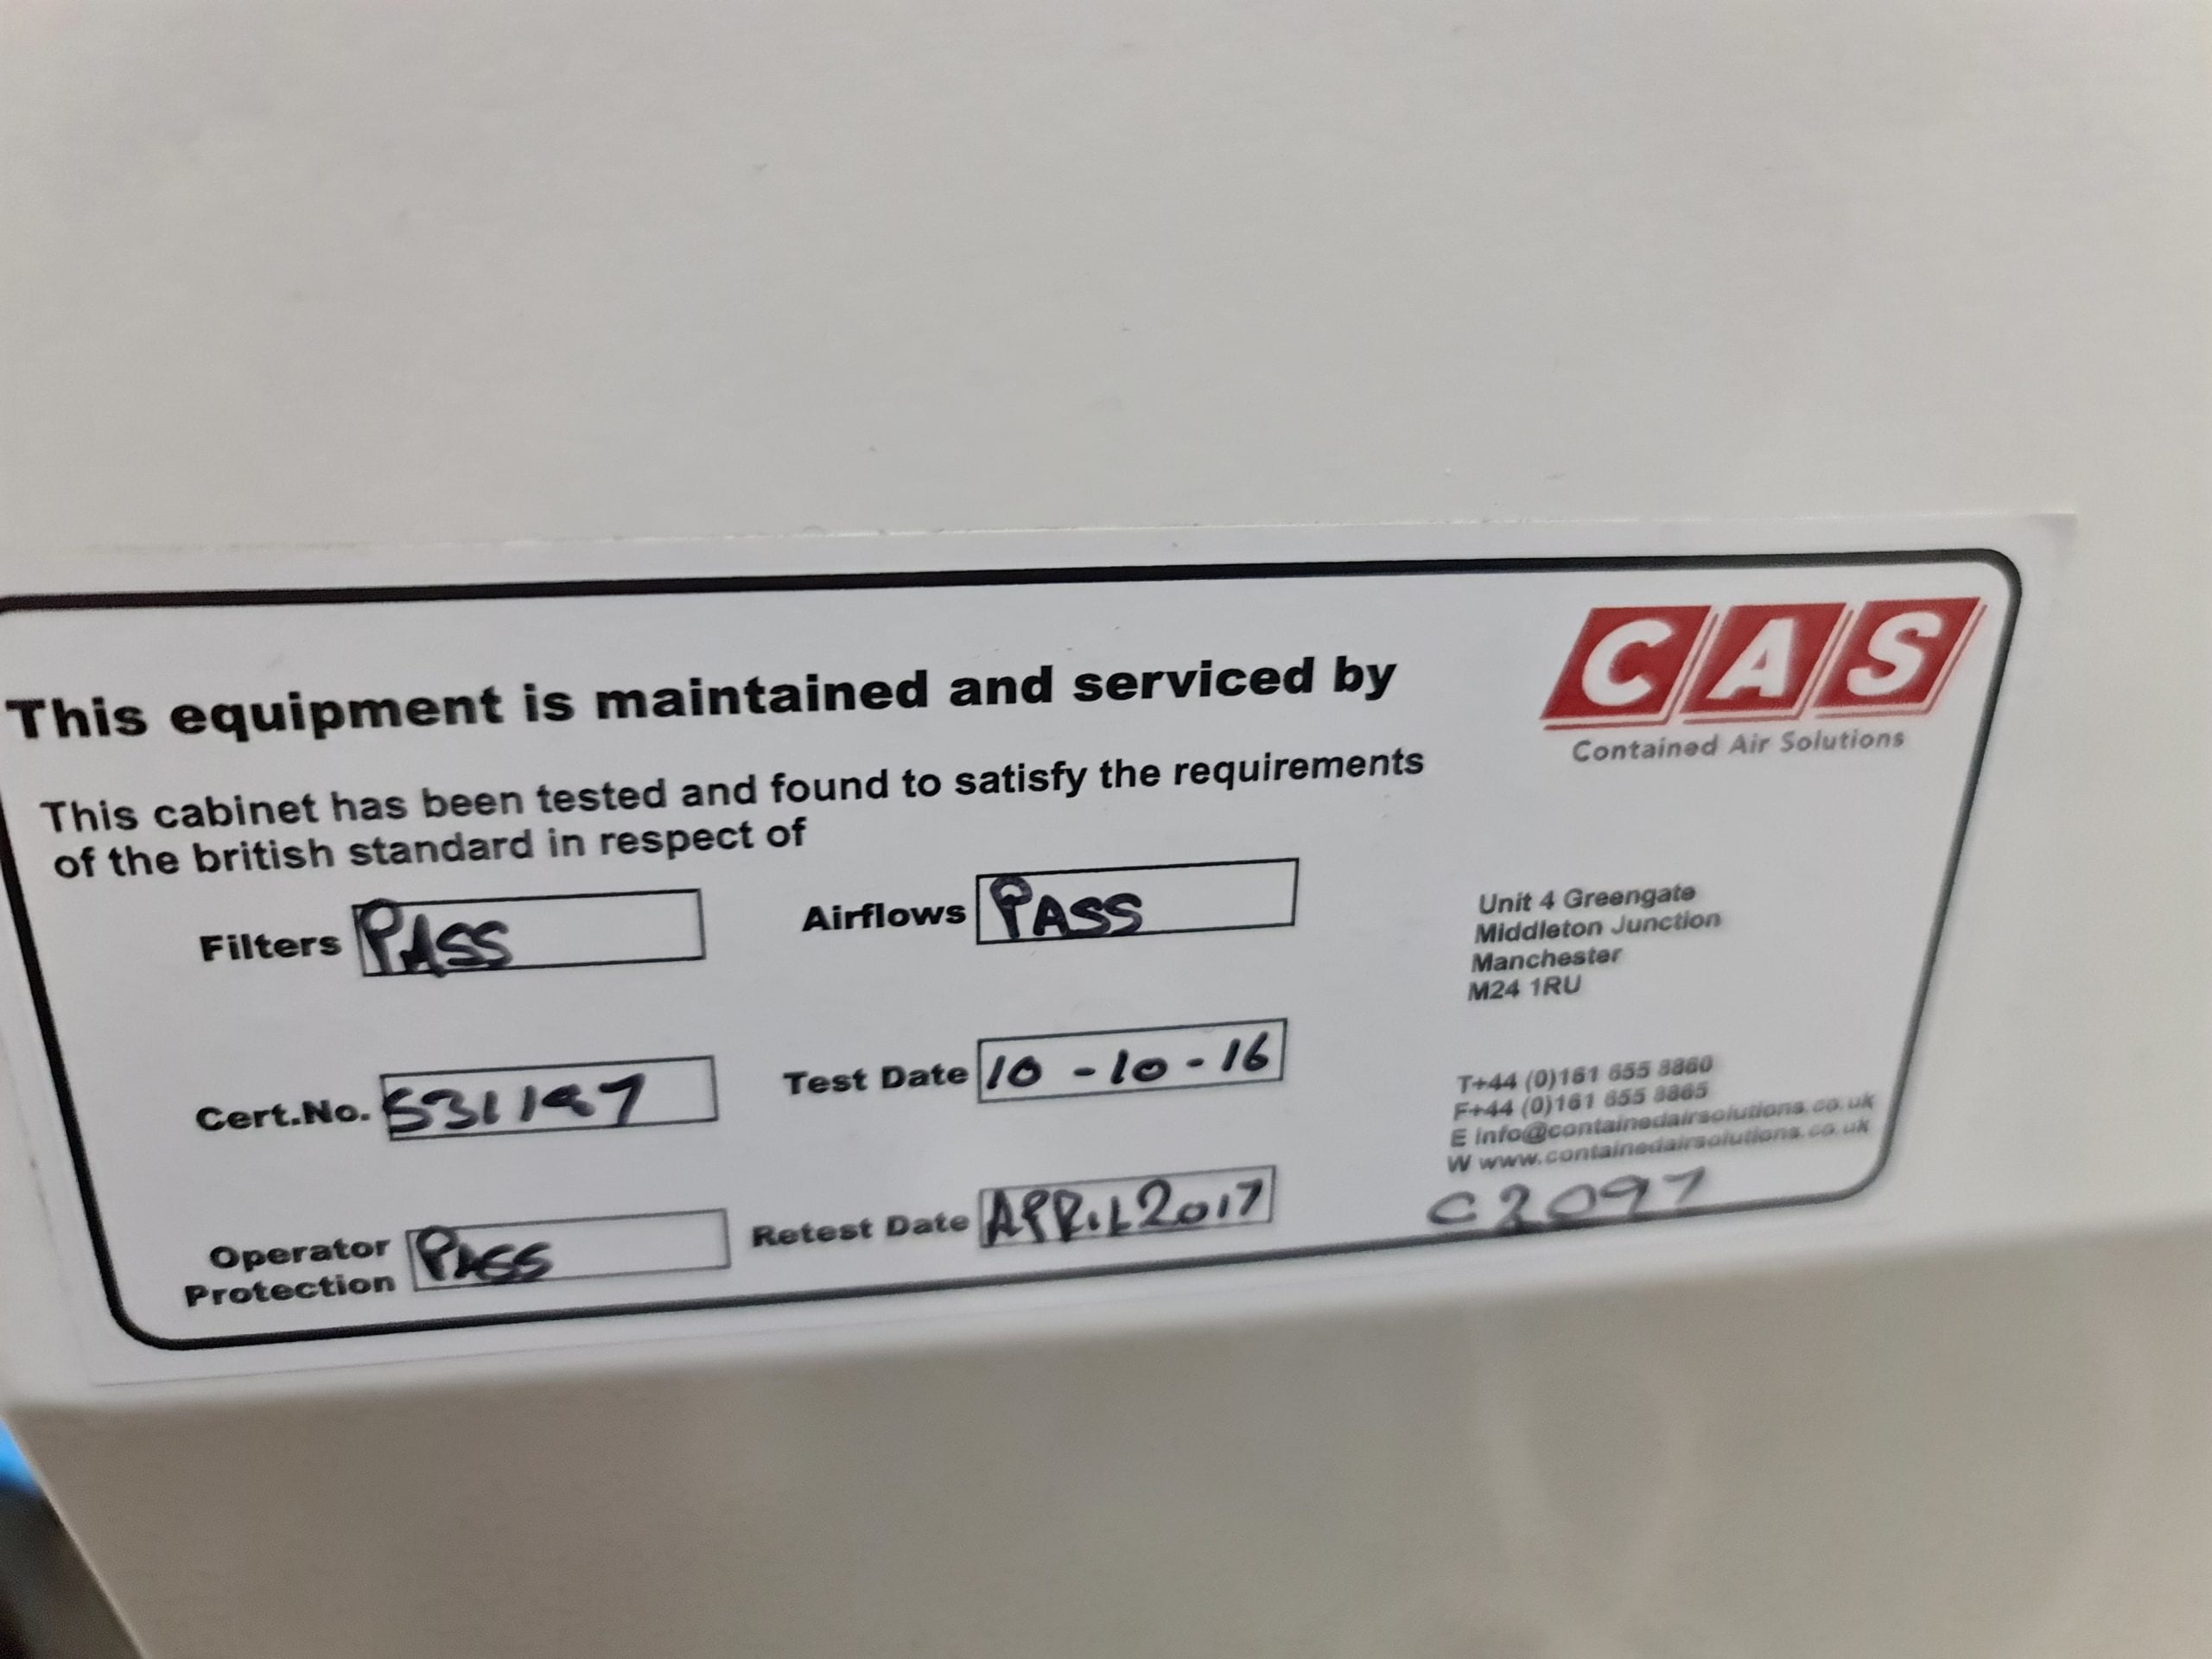 This equipment is maintained and serviced by
CAS
Contained Air Solutions
This cabinet has been tested and found to satisfy the requirements
of the british standard in respect of
Filters PASS
Airflows PASS
Cert.No. S31187
Test Date 10-10-16
Operator
Protection PASS
Retest Date APRIL 2017
Unit 4 Greengate
Middleton Junction
Manchester
M24 1RU
T+44 (0)161 655 8860
F+44 (0)161 655 8865
E info@containedairsolutions.co.uk
W www.containedairsolutions.co.uk
C2097